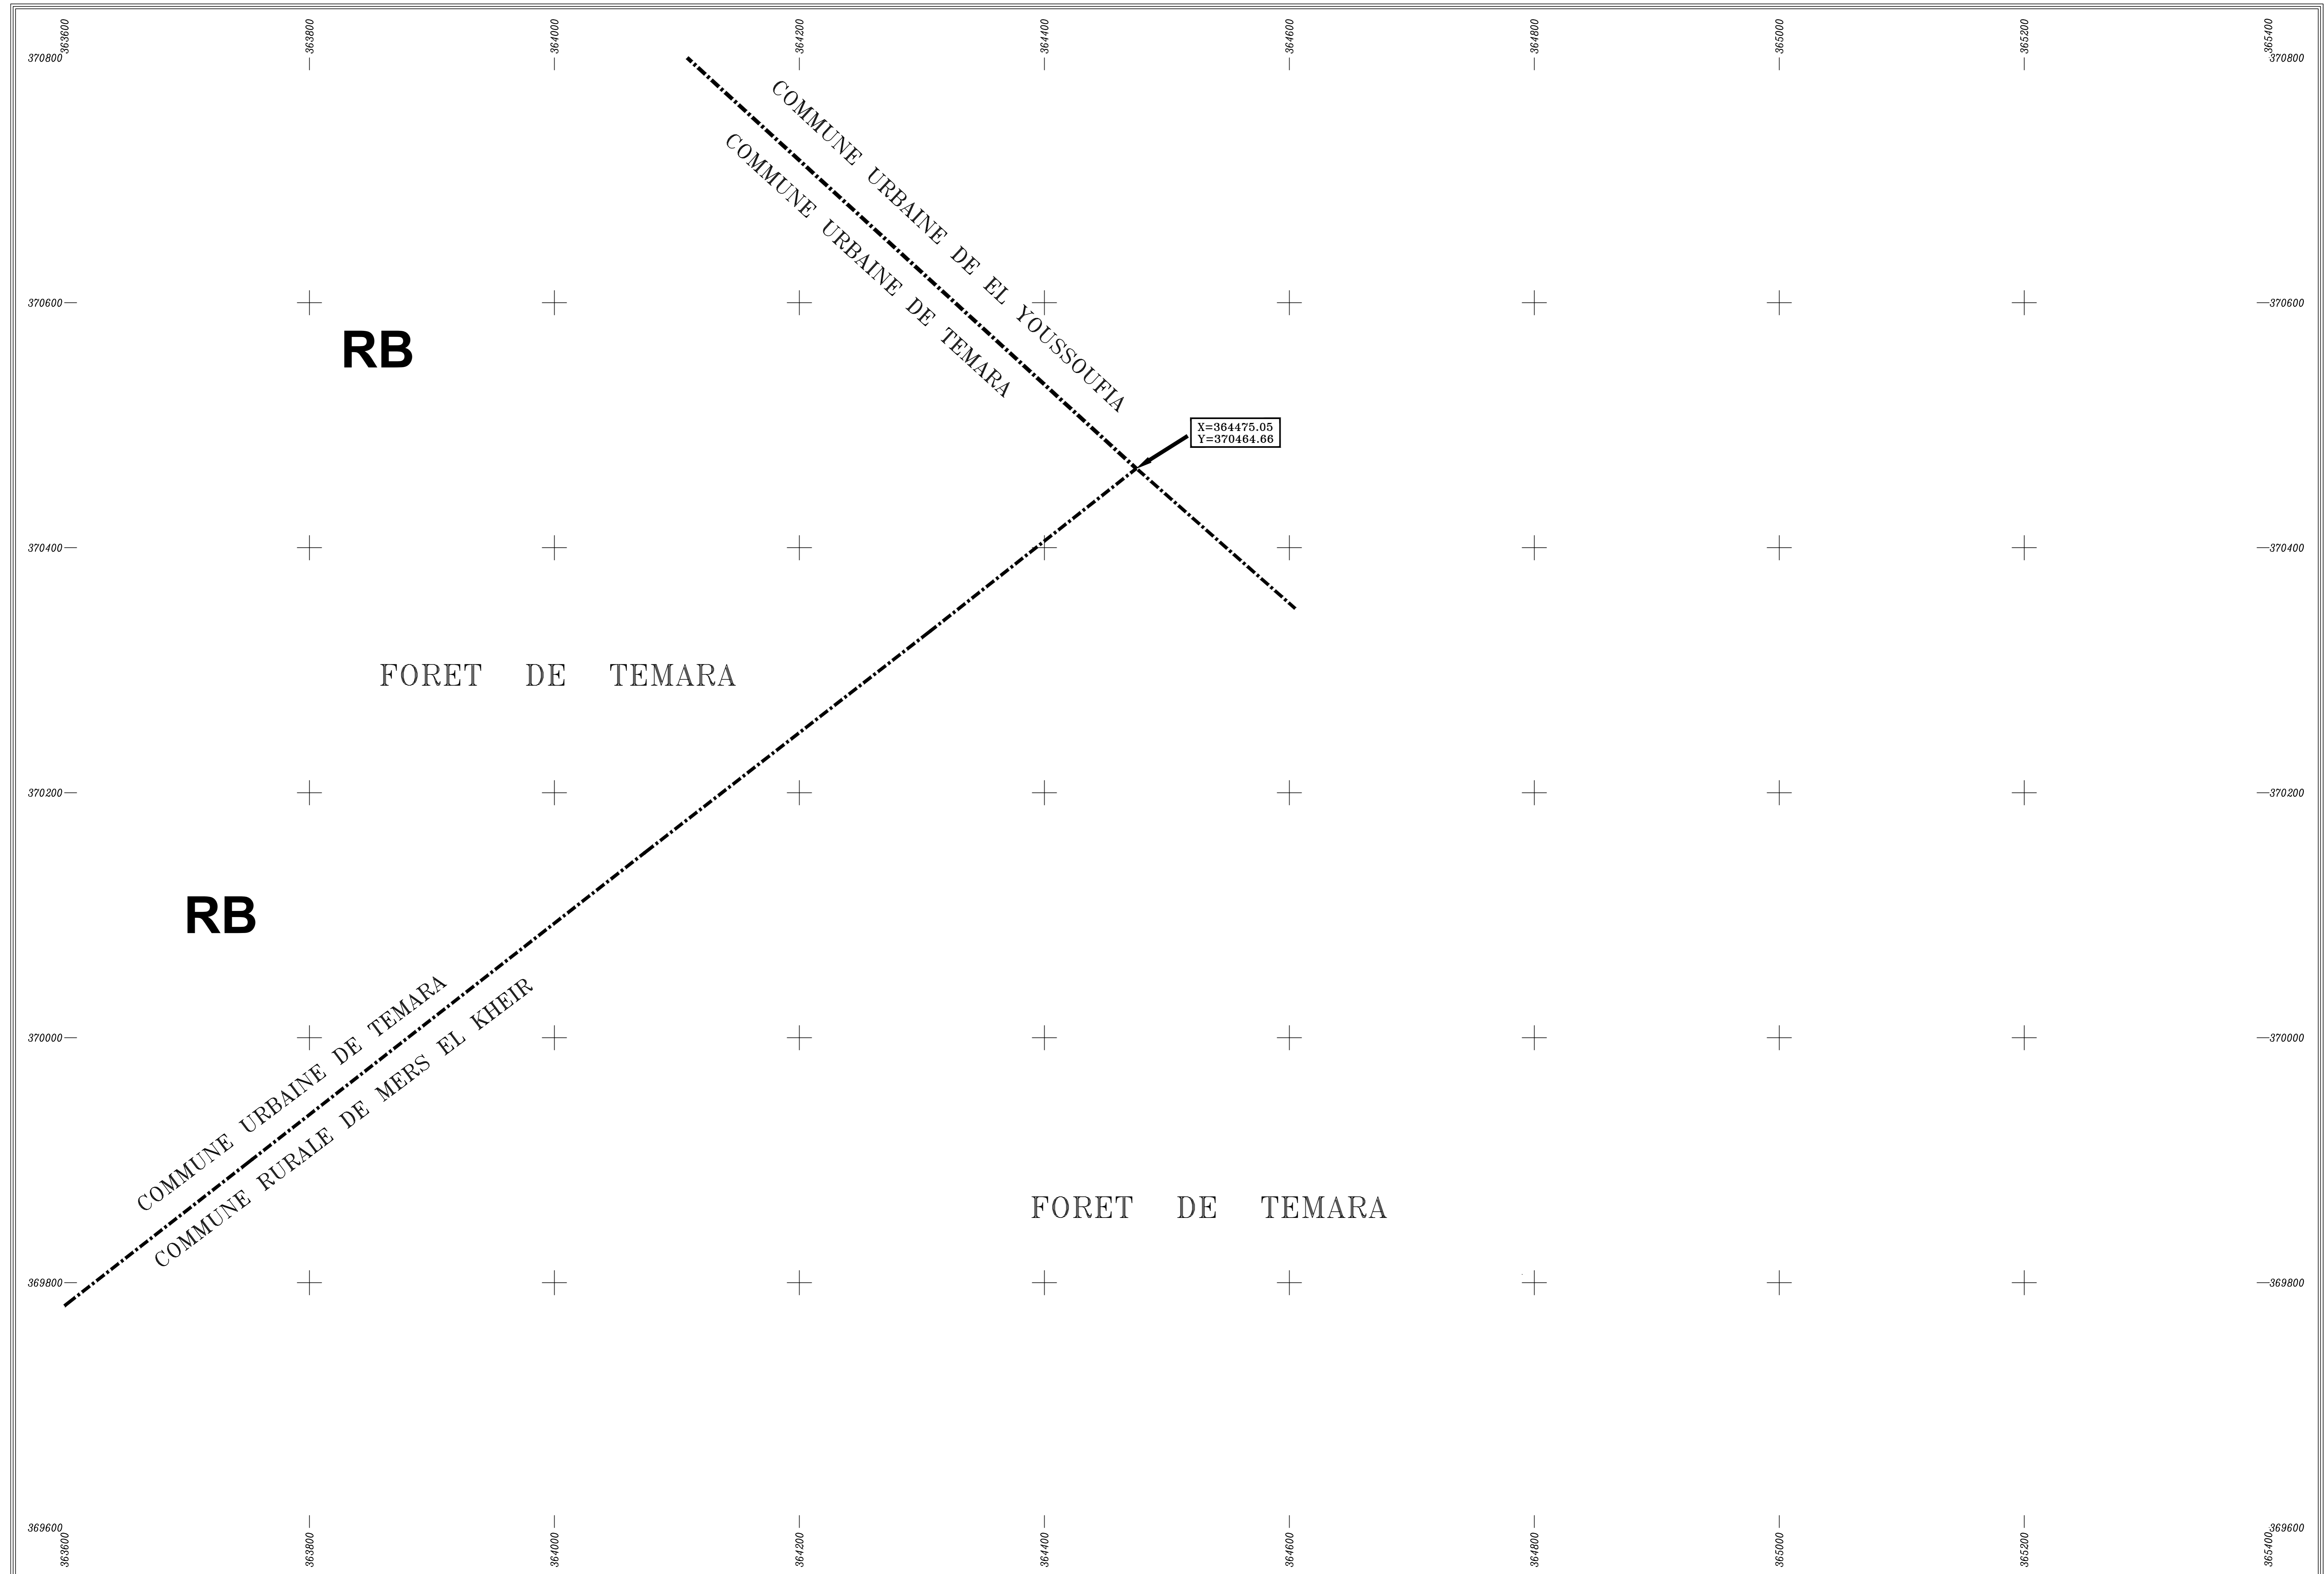 363600 363800 364000 364200 364400 364600 364800 365000 365200 365400
370800 370800
COMMUNE URBAINE DE EL YOUSSOUFIA
COMMUNE URBAINE DE TEMARA
370600 370600
RB
X=364475.05
Y=370464.66
370400 370400
FORET DE TEMARA
370200 370200
RB
COMMUNE URBAINE DE TEMARA
COMMUNE RURALE DE MERS EL KHEIR
370000 370000
FORET DE TEMARA
369800 369800
369600 369600
363600 363800 364000 364200 364400 364600 364800 365000 365200 365400